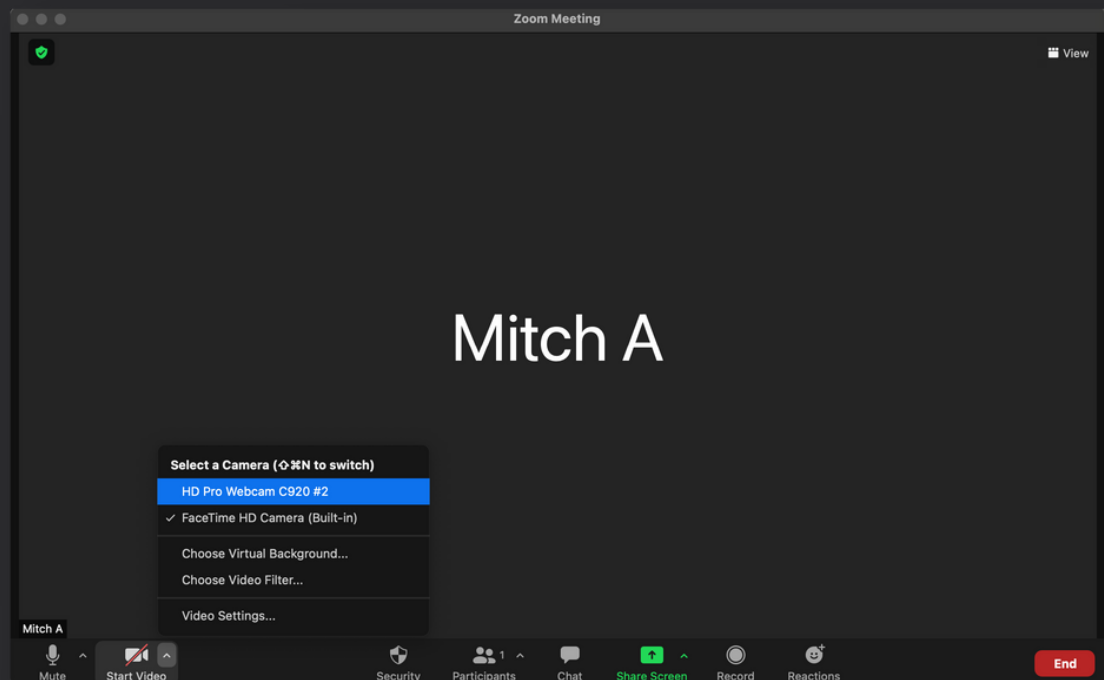 Zoom Meeting
View
Mitch A
Select a Camera (⇧⌘N to switch)
HD Pro Webcam C920 #2
✓ FaceTime HD Camera (Built-in)
Choose Virtual Background...
Choose Video Filter...
Video Settings...
Mitch A
1
Mute Start Video Security Participants Chat Share Screen Record Reactions End